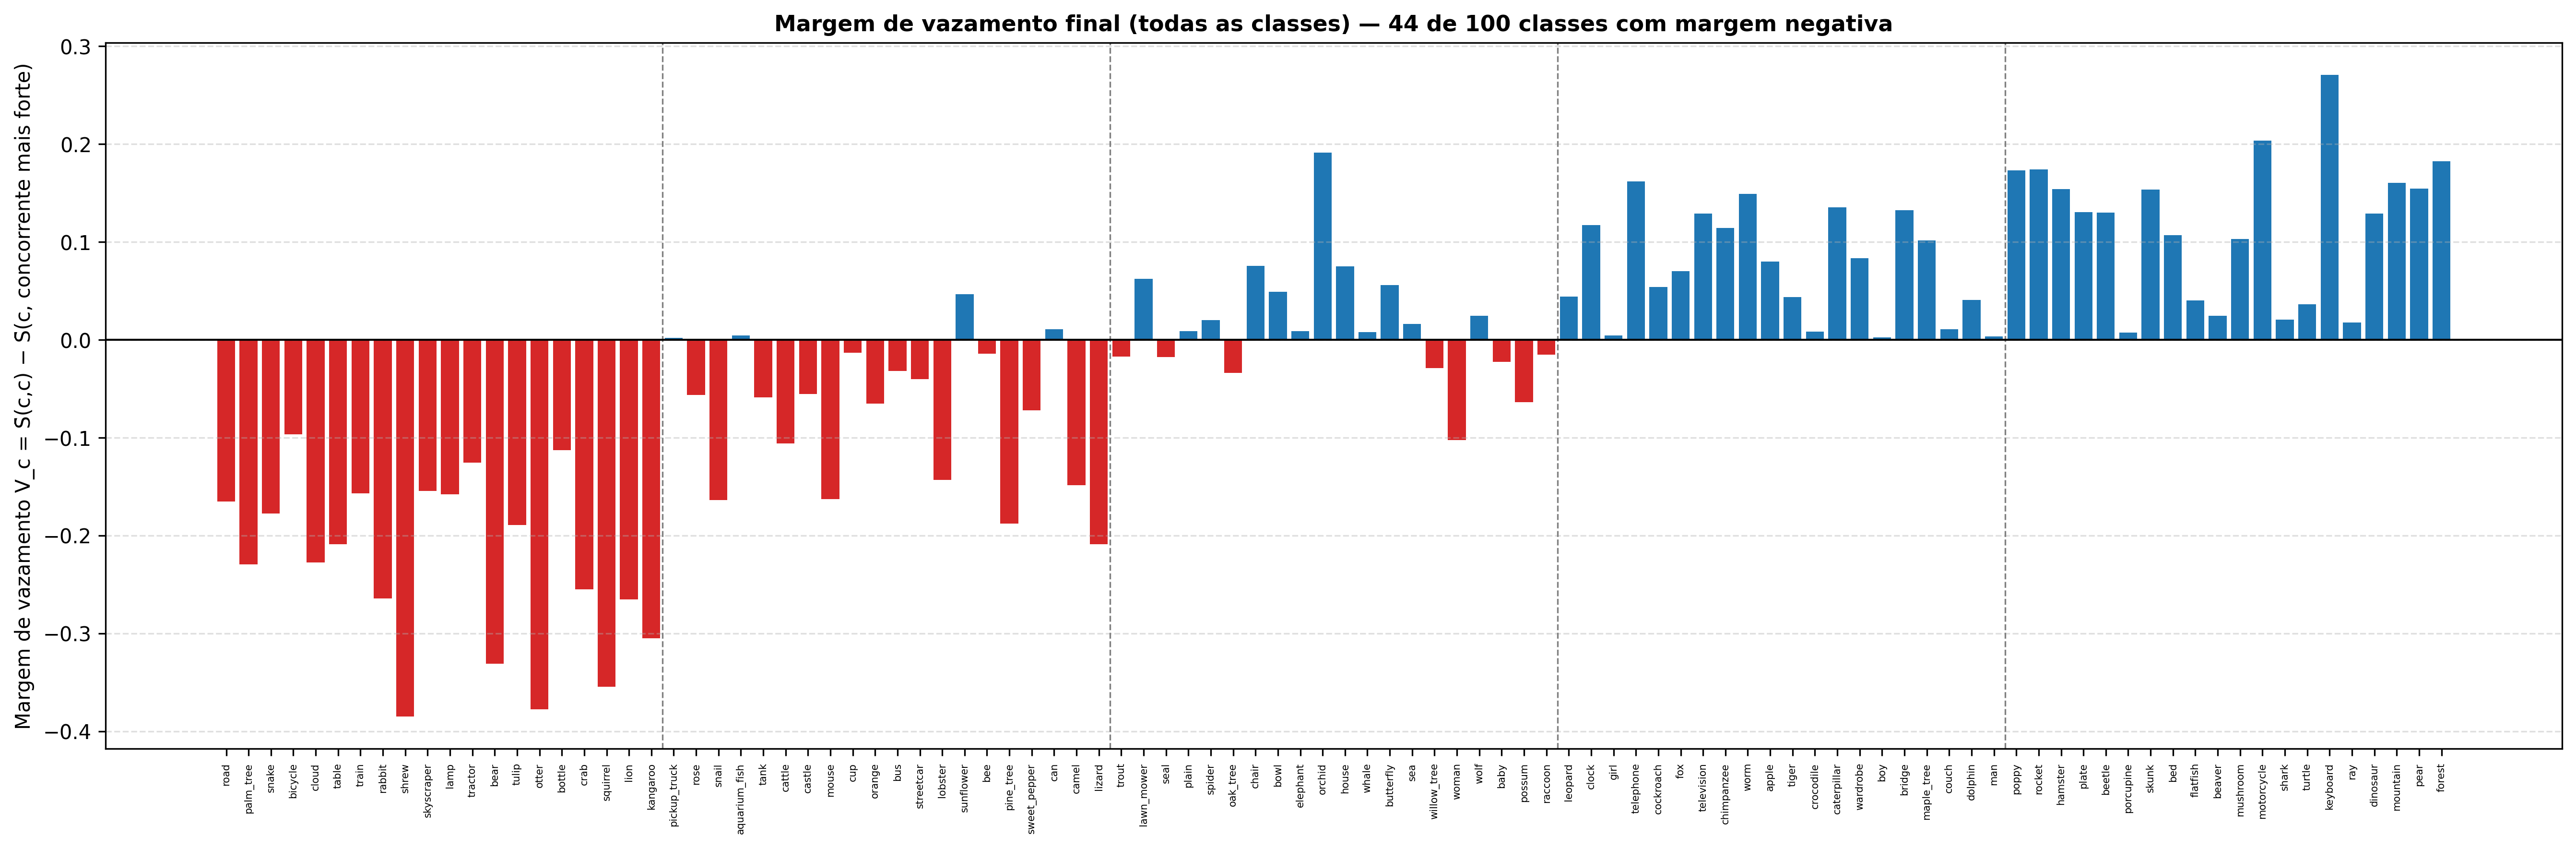 Margem de vazamento final (todas as classes) — 44 de 100 classes com margem negativa
Margem de vazamento V_c = S(c,c) − S(c, concorrente mais forte)
0.3
0.2
0.1
0.0
−0.1
−0.2
−0.3
−0.4
road
palm_tree
snake
bicycle
cloud
table
train
rabbit
shrew
skyscraper
lamp
tractor
bear
tulip
otter
bottle
crab
squirrel
lion
kangaroo
pickup_truck
rose
snail
aquarium_fish
tank
cattle
castle
mouse
cup
orange
bus
streetcar
lobster
sunflower
bee
pine_tree
sweet_pepper
can
camel
lizard
trout
lawn_mower
seal
plain
spider
oak_tree
chair
bowl
elephant
orchid
house
whale
butterfly
sea
willow_tree
woman
wolf
baby
possum
raccoon
leopard
clock
girl
telephone
cockroach
fox
television
chimpanzee
worm
apple
tiger
crocodile
caterpillar
wardrobe
boy
bridge
maple_tree
couch
dolphin
man
poppy
rocket
hamster
plate
beetle
porcupine
skunk
bed
flatfish
beaver
mushroom
motorcycle
shark
turtle
keyboard
ray
dinosaur
mountain
pear
forest